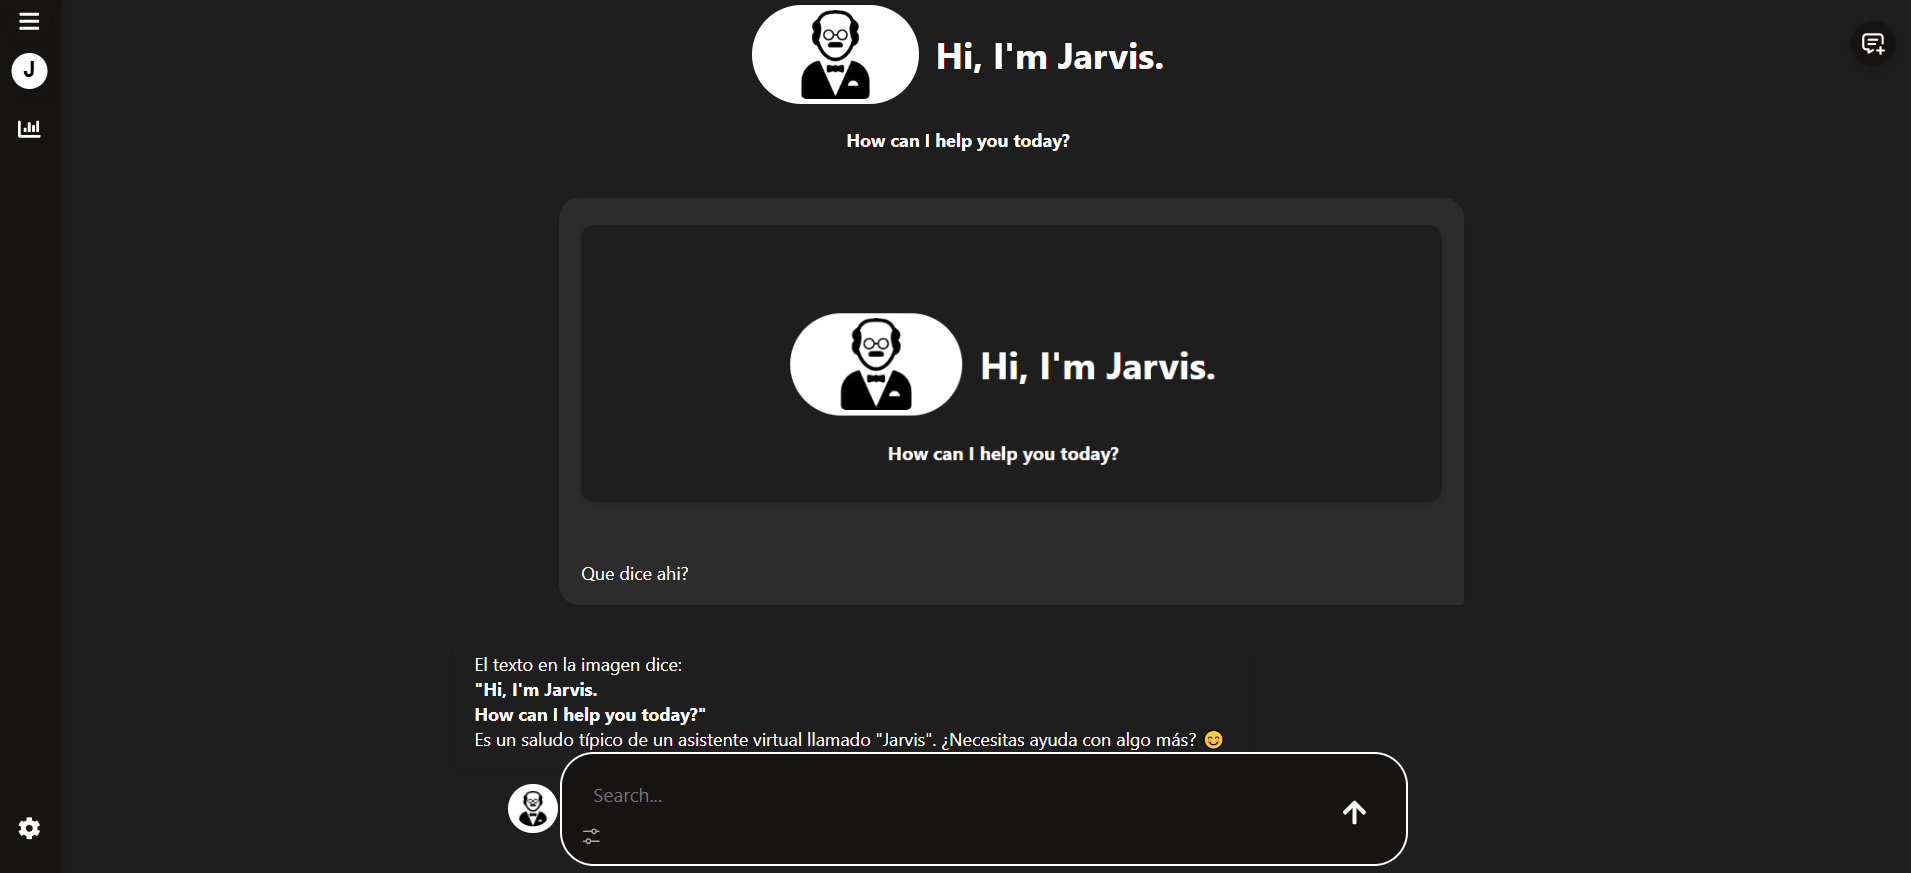 J
Hi, I'm Jarvis.
How can I help you today?
Hi, I'm Jarvis.
How can I help you today?
Que dice ahi?
El texto en la imagen dice:
"Hi, I'm Jarvis.
How can I help you today?"
Es un saludo típico de un asistente virtual llamado "Jarvis". ¿Necesitas ayuda con algo más? 😊
Search...